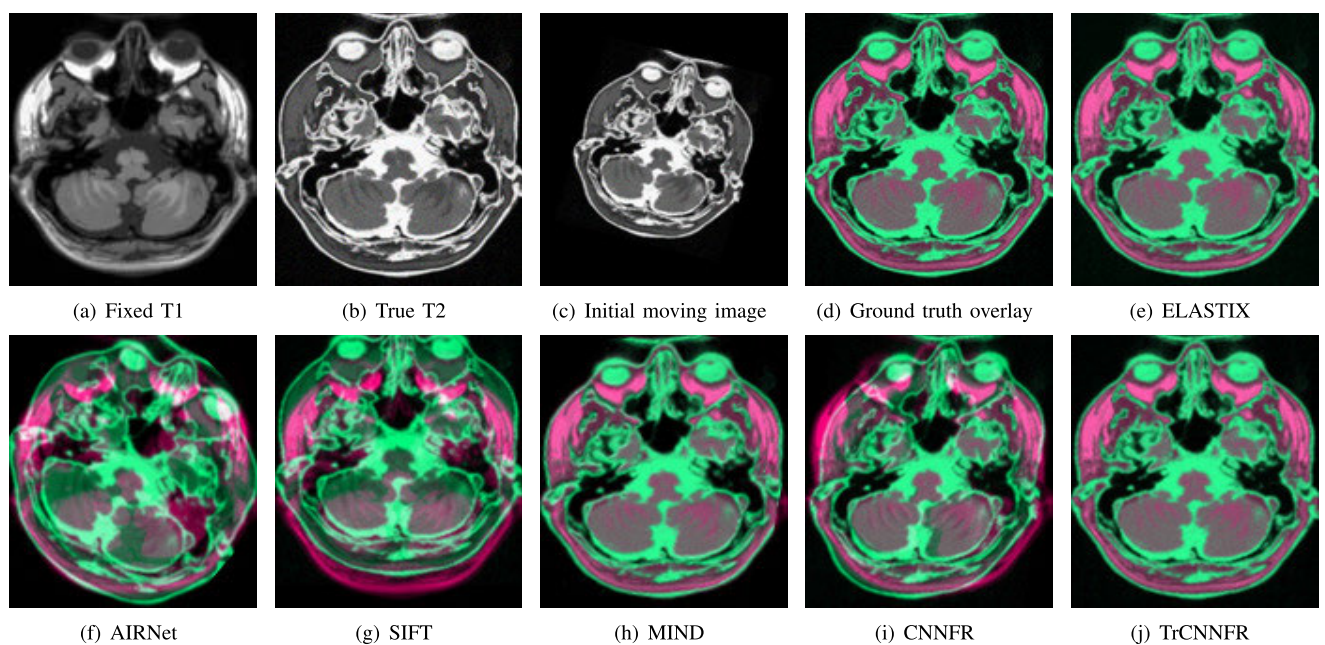 (a) Fixed T1
(b) True T2
(c) Initial moving image
(d) Ground truth overlay
(e) ELASTIX
(f) AIRNet
(g) SIFT
(h) MIND
(i) CNNFR
(j) TrCNNFR